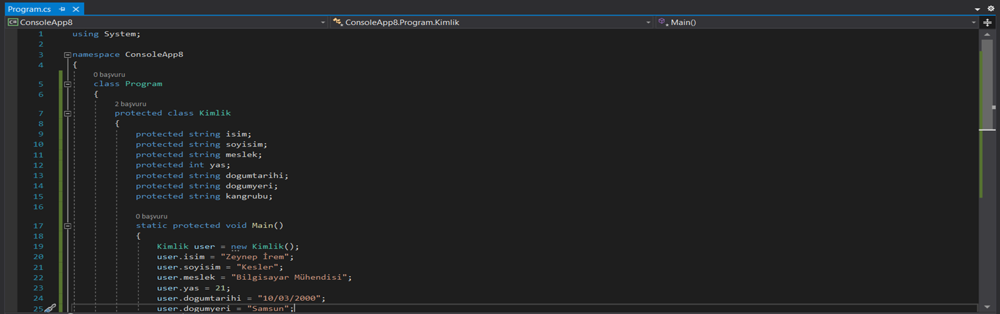 Program.cs
ConsoleApp8 ConsoleApp8.Program.Kimlik Main()
1 using System;
2
3 namespace ConsoleApp8
4 {
0 başvuru
5 class Program
6 {
2 başvuru
7 protected class Kimlik
8 {
9 protected string isim;
10 protected string soyisim;
11 protected string meslek;
12 protected int yas;
13 protected string dogumtarihi;
14 protected string dogumyeri;
15 protected string kangrubu;
16
0 başvuru
17 static protected void Main()
18 {
19 Kimlik user = new Kimlik();
20 user.isim = "Zeynep İrem";
21 user.soyisim = "Kesler";
22 user.meslek = "Bilgisayar Mühendisi";
23 user.yas = 21;
24 user.dogumtarihi = "10/03/2000";
25 user.dogumyeri = "Samsun";